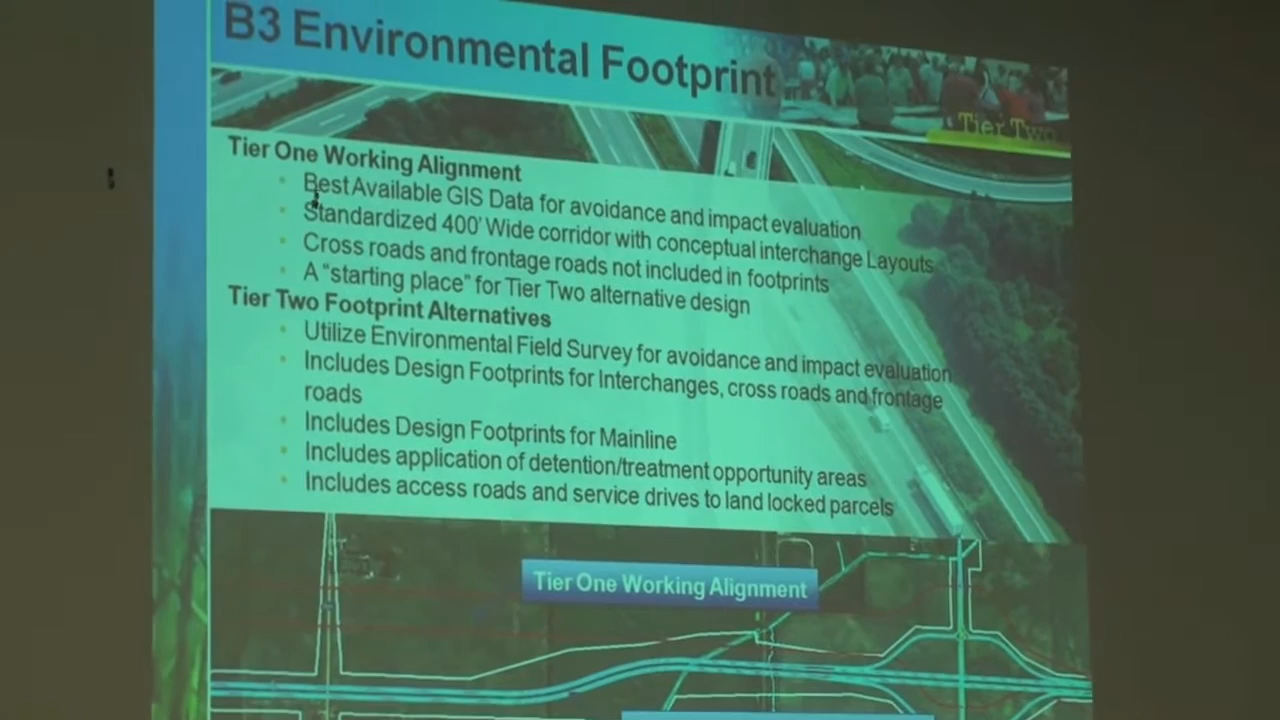 B3 Environmental Footprint
Tier Two
Tier One Working Alignment
Best Available GIS Data for avoidance and impact evaluation
Standardized 400' Wide corridor with conceptual interchange Layouts
Cross roads and frontage roads not included in footprints
A “starting place” for Tier Two alternative design
Tier Two Footprint Alternatives
Utilize Environmental Field Survey for avoidance and impact evaluation
Includes Design Footprints for Interchanges, cross roads and frontage
roads
Includes Design Footprints for Mainline
Includes application of detention/treatment opportunity areas
Includes access roads and service drives to land locked parcels
Tier One Working Alignment